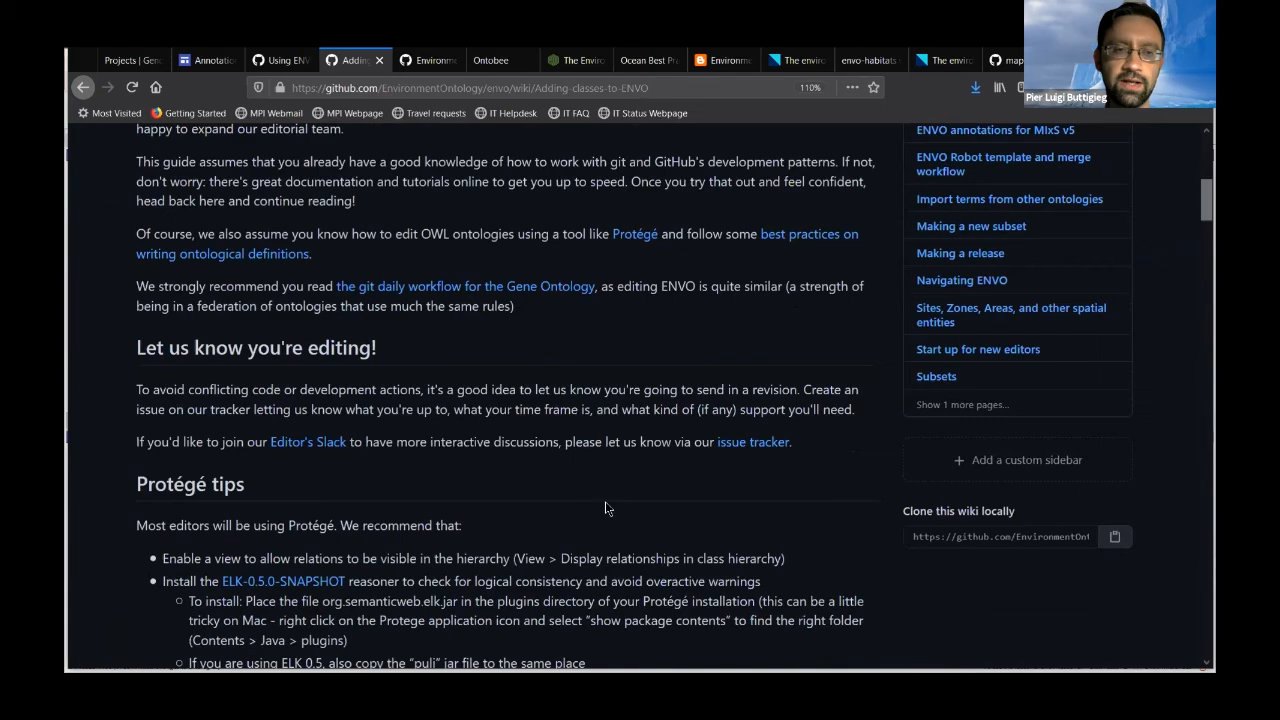 Projects | Gen
Annotation
Using ENV
Adding
Environm
Ontobee
The Enviro
Ocean Best Pr
Environme
The enviro
envo-habitats
The enviro
map
https://github.com/EnvironmentOntology/envo/wiki/Adding-classes-to-ENVO
110%
Pier Luigi Buttigieg
Most Visited
Getting Started
MPI Webmail
MPI Webpage
Travel requests
IT Helpdesk
IT FAQ
IT Status Webpage
happy to expand our editorial team.
This guide assumes that you already have a good knowledge of how to work with git and GitHub's development patterns. If not,
don't worry: there's great documentation and tutorials online to get you up to speed. Once you try that out and feel confident,
head back here and continue reading!
Of course, we also assume you know how to edit OWL ontologies using a tool like Protégé and follow some best practices on
writing ontological definitions.
We strongly recommend you read the git daily workflow for the Gene Ontology, as editing ENVO is quite similar (a strength of
being in a federation of ontologies that use much the same rules)
Let us know you're editing!
To avoid conflicting code or development actions, it's a good idea to let us know you're going to send in a revision. Create an
issue on our tracker letting us know what you're up to, what your time frame is, and what kind of (if any) support you'll need.
If you'd like to join our Editor's Slack to have more interactive discussions, please let us know via our issue tracker.
Protégé tips
Most editors will be using Protégé. We recommend that:
Enable a view to allow relations to be visible in the hierarchy (View > Display relationships in class hierarchy)
Install the ELK-0.5.0-SNAPSHOT reasoner to check for logical consistency and avoid overactive warnings
To install: Place the file org.semanticweb.elk.jar in the plugins directory of your Protégé installation (this can be a little
tricky on Mac - right click on the Protege application icon and select "show package contents" to find the right folder
(Contents > Java > plugins)
If you are using ELK 0.5, also copy the "puli" jar file to the same place
ENVO annotations for MIxS v5
ENVO Robot template and merge
workflow
Import terms from other ontologies
Making a new subset
Making a release
Navigating ENVO
Sites, Zones, Areas, and other spatial
entities
Start up for new editors
Subsets
Show 1 more pages...
+ Add a custom sidebar
Clone this wiki locally
https://github.com/EnvironmentOnt